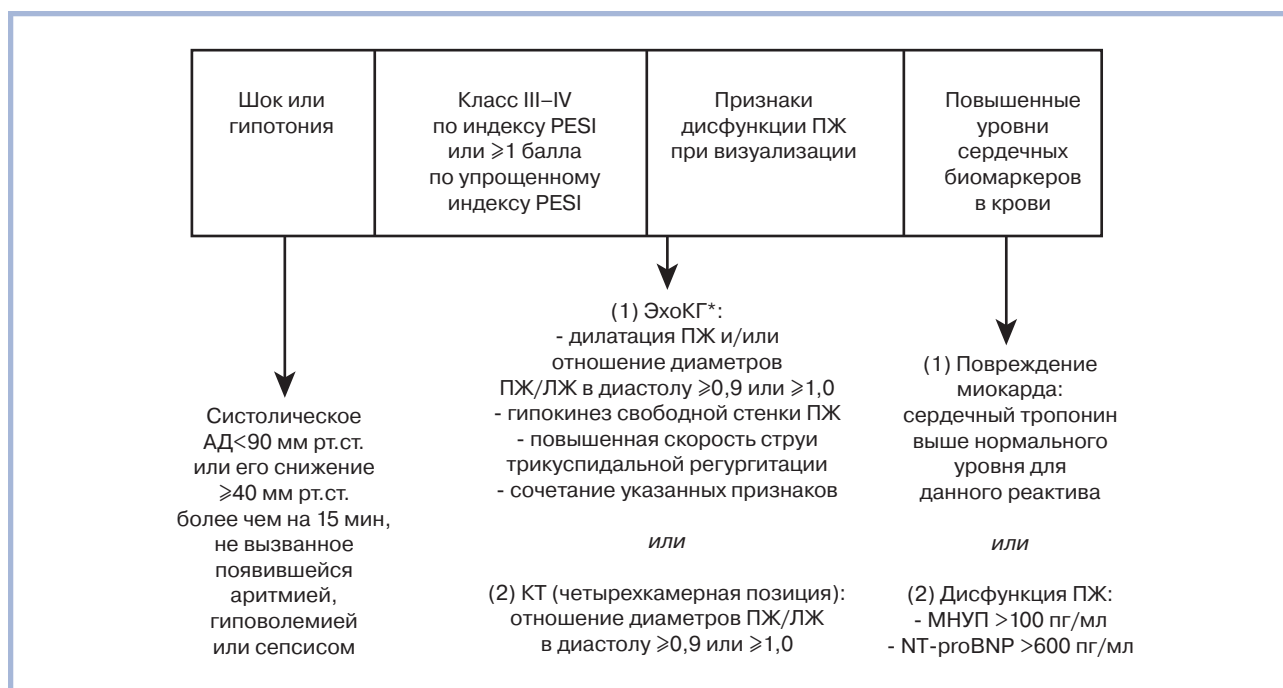 Шок или
гипотония
Класс III–IV
по индексу PESI
или ⩾1 балла
по упрощенному
индексу PESI
Признаки
дисфункции ПЖ
при визуализации
Повышенные
уровни
сердечных
биомаркеров
в крови
Систолическое
АД<90 мм рт.ст.
или его снижение
⩾40 мм рт.ст.
более чем на 15 мин,
не вызванное
появившейся
аритмией,
гиповолемией
или сепсисом
(1) ЭхоКГ*:
- дилатация ПЖ и/или
отношение диаметров
ПЖ/ЛЖ в диастолу ⩾0,9 или ⩾1,0
- гипокинез свободной стенки ПЖ
- повышенная скорость струи
трикуспидальной регургитации
- сочетание указанных признаков
или
(2) КТ (четырехкамерная позиция):
отношение диаметров ПЖ/ЛЖ
в диастолу ⩾0,9 или ⩾1,0
(1) Повреждение
миокарда:
сердечный тропонин
выше нормального
уровня для
данного реактива
или
(2) Дисфункция ПЖ:
- МНУП >100 пг/мл
- NT-proBNP >600 пг/мл